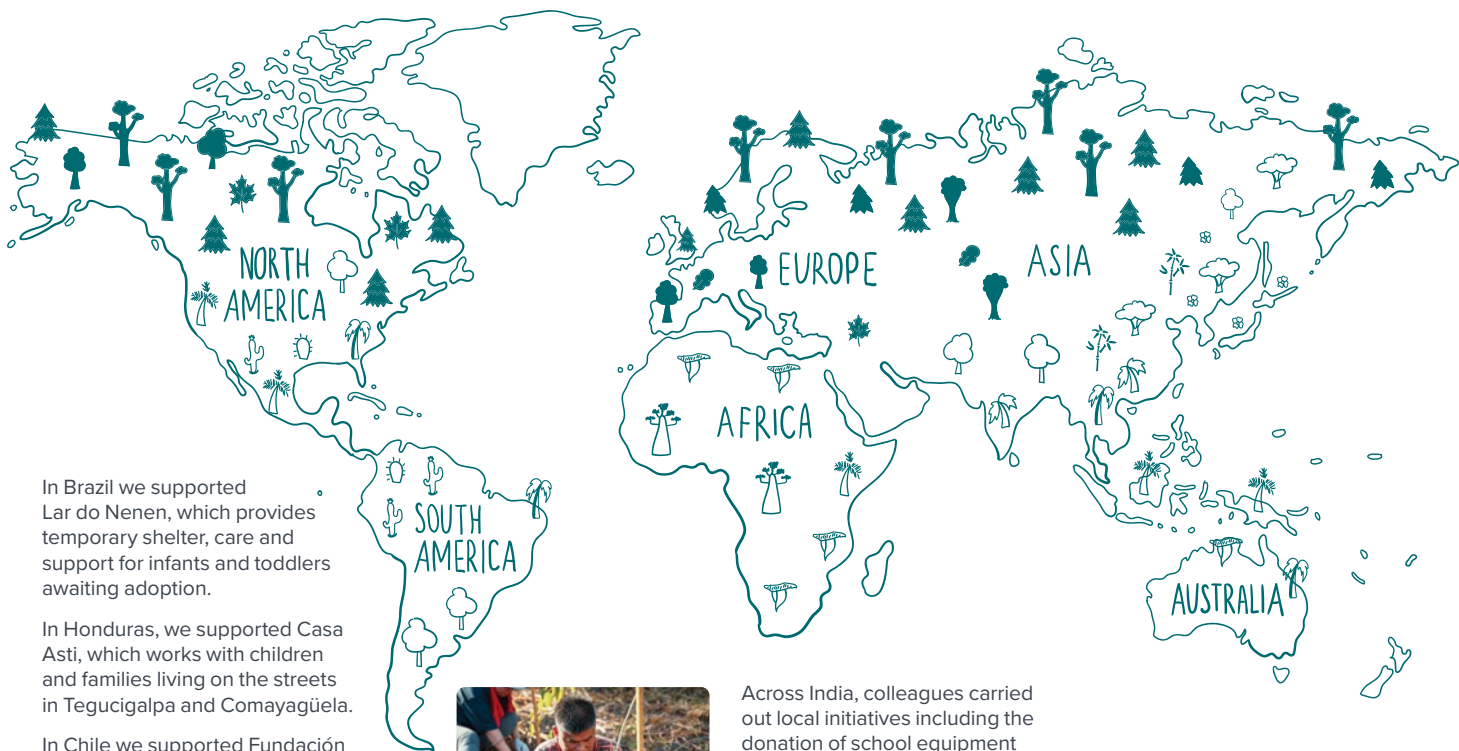 NORTH
AMERICA
EUROPE
ASIA
AFRICA
SOUTH
AMERICA
AUSTRALIA
In Brazil we supported
Lar do Nenen, which provides
temporary shelter, care and
support for infants and toddlers
awaiting adoption.
In Honduras, we supported Casa
Asti, which works with children
and families living on the streets
in Tegucigalpa and Comayagüela.
In Chile we supported Fundación
Across India, colleagues carried
out local initiatives including the
donation of school equipment